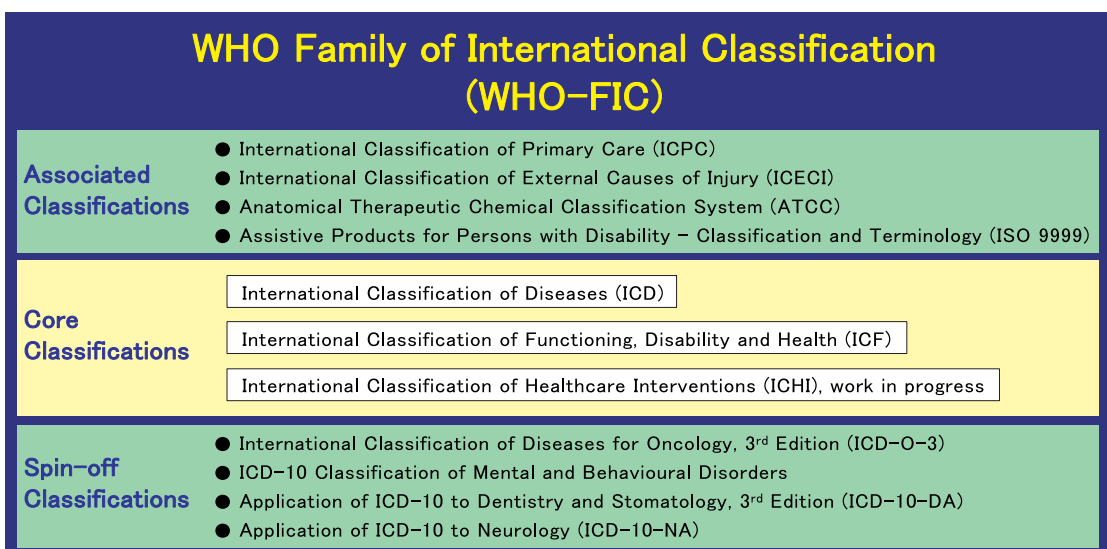 WHO Family of International Classification
(WHO-FIC)
Associated
Classifications
● International Classification of Primary Care (ICPC)
● International Classification of External Causes of Injury (ICECI)
● Anatomical Therapeutic Chemical Classification System (ATCC)
● Assistive Products for Persons with Disability - Classification and Terminology (ISO 9999)
Core
Classifications
International Classification of Diseases (ICD)
International Classification of Functioning, Disability and Health (ICF)
International Classification of Healthcare Interventions (ICHI), work in progress
Spin-off
Classifications
● International Classification of Diseases for Oncology, 3rd Edition (ICD-O-3)
● ICD-10 Classification of Mental and Behavioural Disorders
● Application of ICD-10 to Dentistry and Stomatology, 3rd Edition (ICD-10-DA)
● Application of ICD-10 to Neurology (ICD-10-NA)